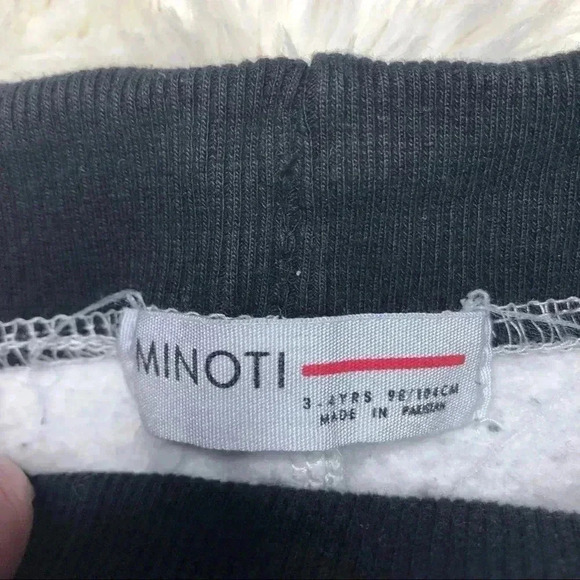 MINOTI
3-4YRS 98/104CM
MADE IN PAKISTAN